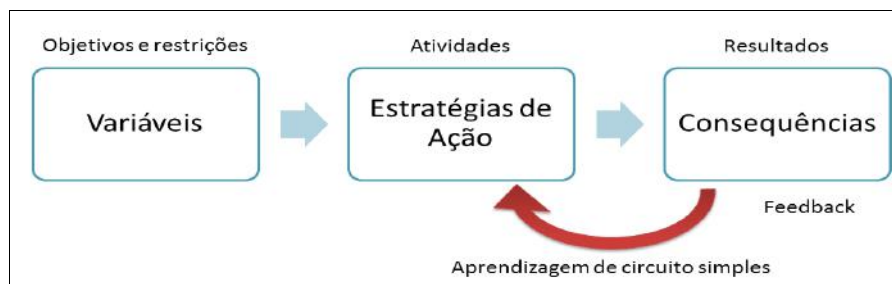 Objetivos e restrições
Atividades
Resultados
Variáveis
Estratégias de
Ação
Consequências
Feedback
Aprendizagem de circuito simples